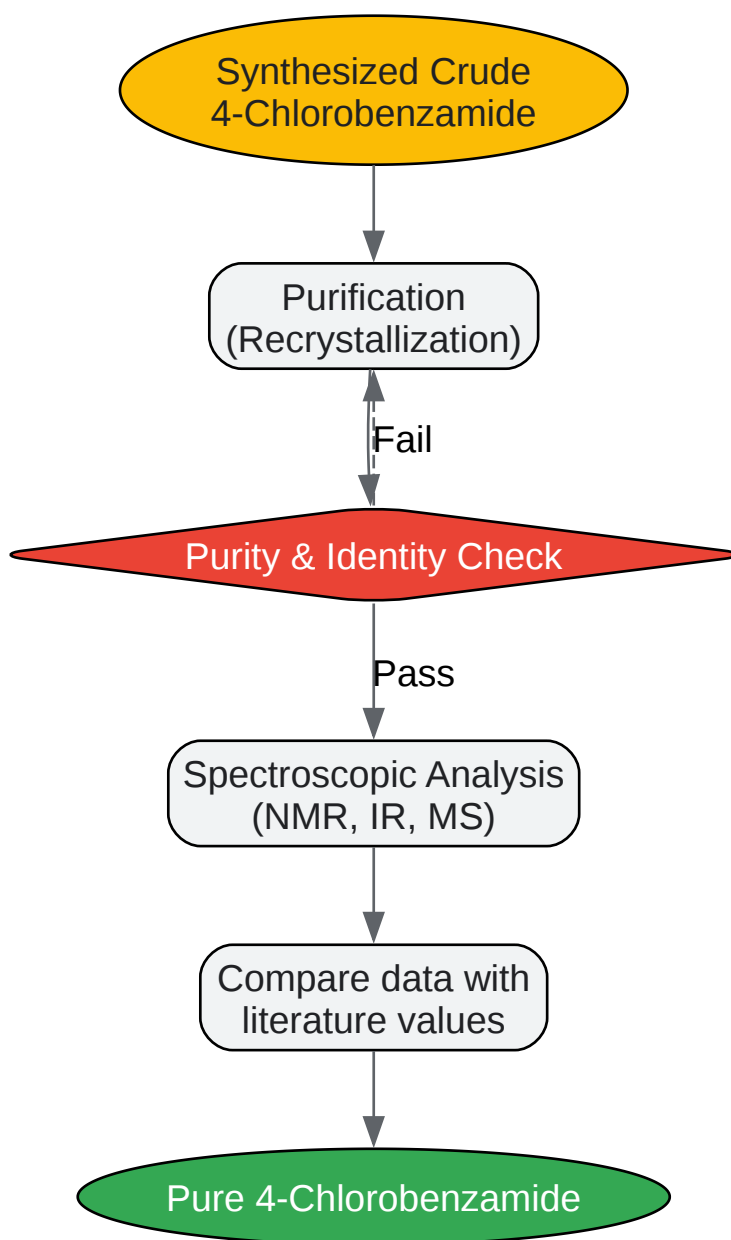 Synthesized Crude
4-Chlorobenzamide
Purification
(Recrystallization)
Fail
Purity & Identity Check
Pass
Spectroscopic Analysis
(NMR, IR, MS)
Compare data with
literature values
Pure 4-Chlorobenzamide